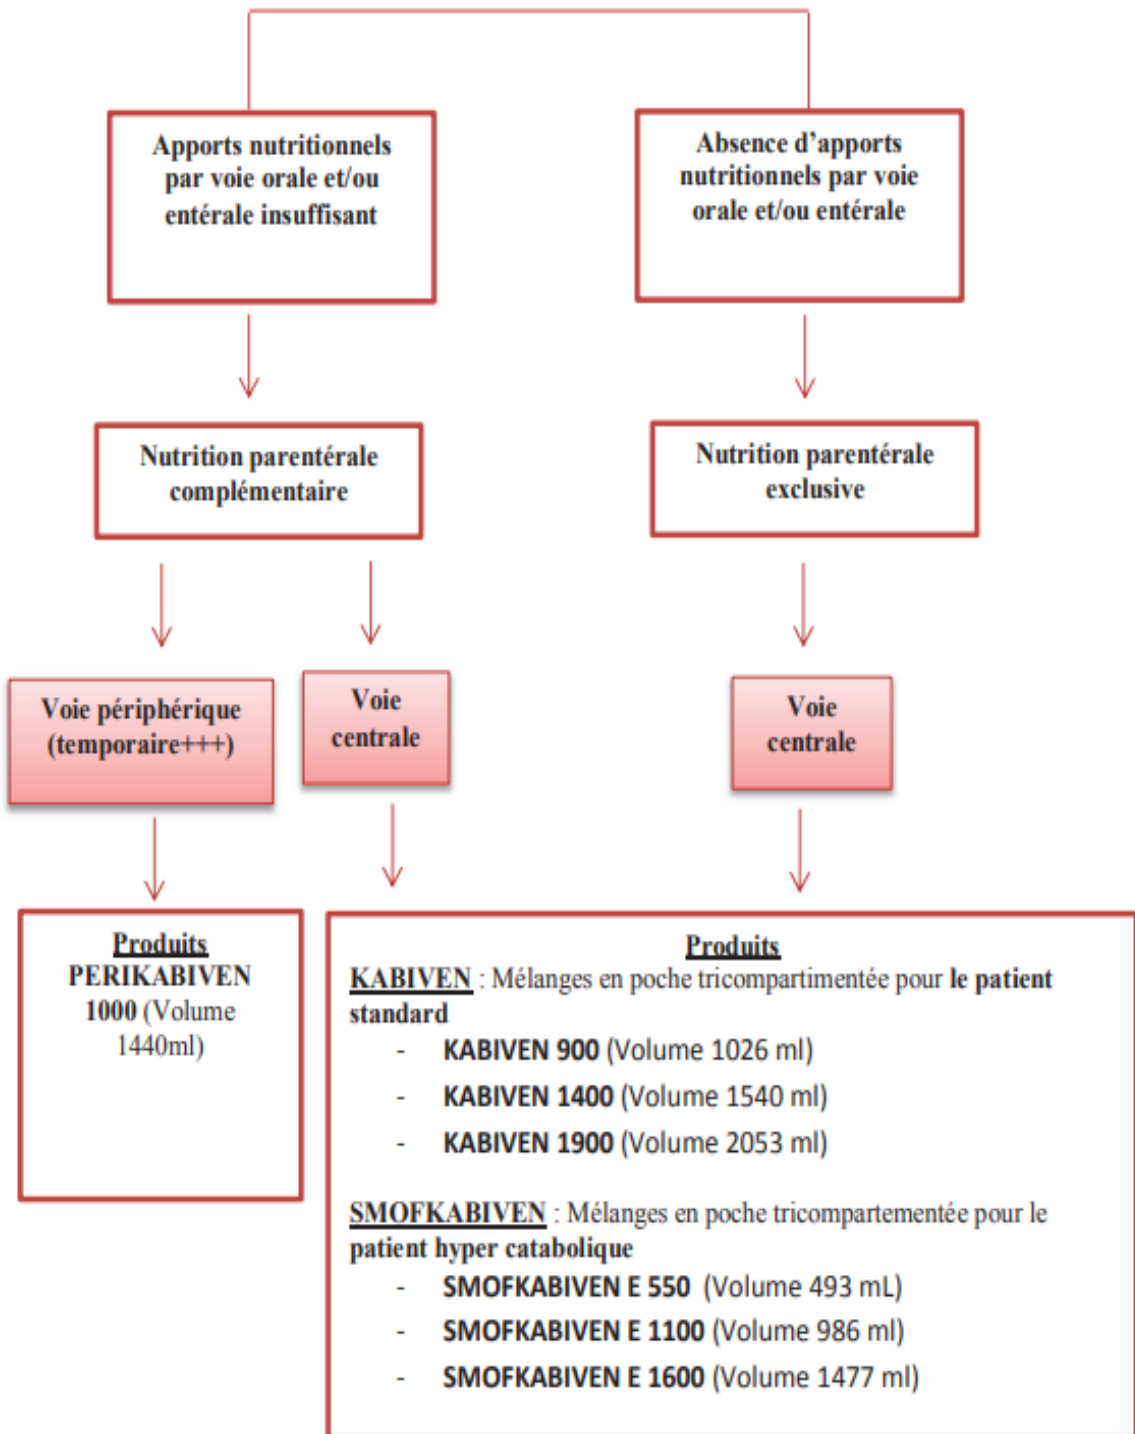 Apports nutritionnels
par voie orale et/ou
entérale insuffisant
Absence d'apports
nutritionnels par voie
orale et/ou entérale
Nutrition parentérale
complémentaire
Nutrition parentérale
exclusive
Voie périphérique
(temporaire+++)
Voie
centrale
Voie
centrale
Produits
PERIKABIVEN
1000 (Volume
1440ml)
Produits
KABIVEN : Mélanges en poche tricompartimentée pour le patient
standard
- KABIVEN 900 (Volume 1026 ml)
- KABIVEN 1400 (Volume 1540 ml)
- KABIVEN 1900 (Volume 2053 ml)
SMOFKABIVEN : Mélanges en poche tricompartementée pour le
patient hyper catabolique
- SMOFKABIVEN E 550 (Volume 493 mL)
- SMOFKABIVEN E 1100 (Volume 986 ml)
- SMOFKABIVEN E 1600 (Volume 1477 ml)